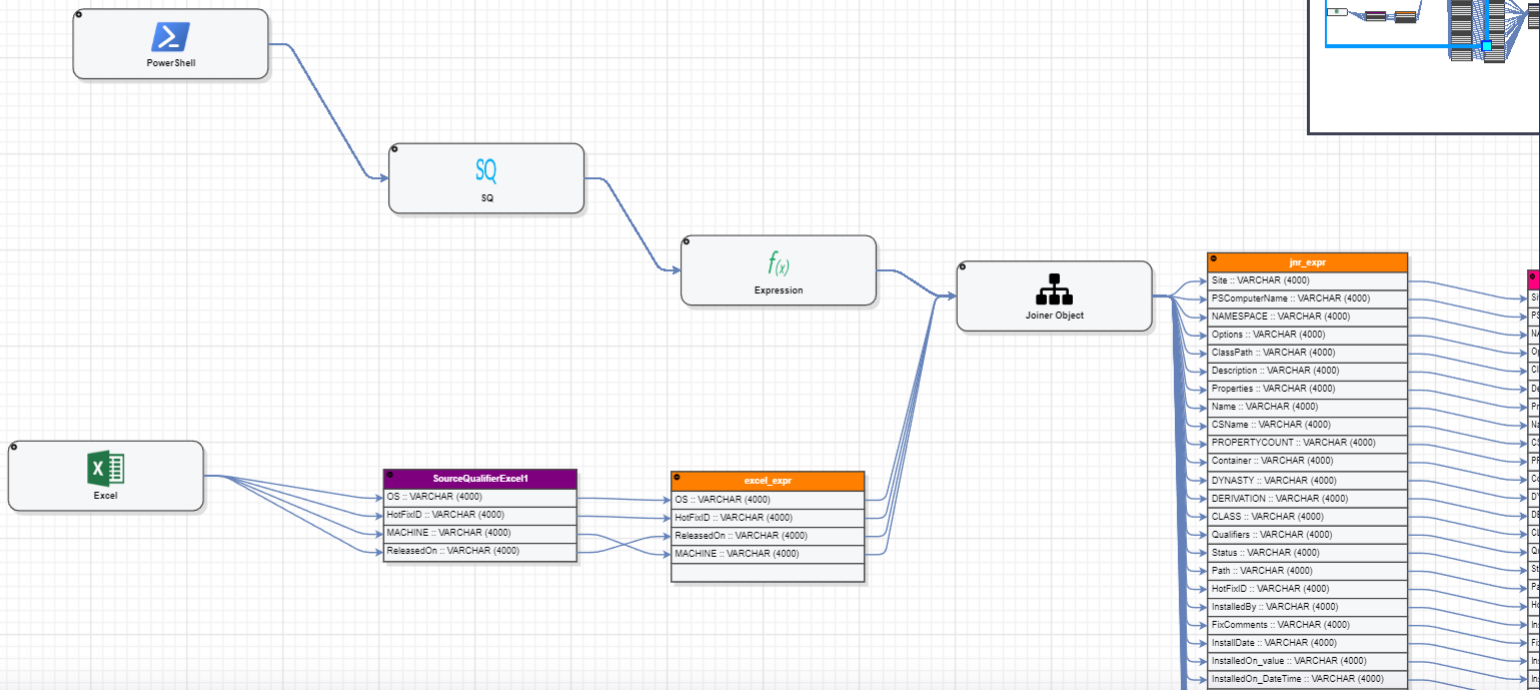 PowerShell
SQ
SQ
f(x)
Expression
Joiner Object
jnr_expr
Site :: VARCHAR (4000)
PSComputerName :: VARCHAR (4000)
NAMESPACE :: VARCHAR (4000)
Options :: VARCHAR (4000)
ClassPath :: VARCHAR (4000)
Description :: VARCHAR (4000)
Properties :: VARCHAR (4000)
Name :: VARCHAR (4000)
CSName :: VARCHAR (4000)
PROPERTYCOUNT :: VARCHAR (4000)
Container :: VARCHAR (4000)
DYNASTY :: VARCHAR (4000)
DERIVATION :: VARCHAR (4000)
CLASS :: VARCHAR (4000)
Qualifiers :: VARCHAR (4000)
Status :: VARCHAR (4000)
Path :: VARCHAR (4000)
HotFixID :: VARCHAR (4000)
InstalledBy :: VARCHAR (4000)
FixComments :: VARCHAR (4000)
InstallDate :: VARCHAR (4000)
InstalledOn_value :: VARCHAR (4000)
InstalledOn_DateTime :: VARCHAR (4000)
X
Excel
SourceQualifierExcel1
OS :: VARCHAR (4000)
HotFixID :: VARCHAR (4000)
MACHINE :: VARCHAR (4000)
ReleasedOn :: VARCHAR (4000)
excel_expr
OS :: VARCHAR (4000)
HotFixID :: VARCHAR (4000)
ReleasedOn :: VARCHAR (4000)
MACHINE :: VARCHAR (4000)